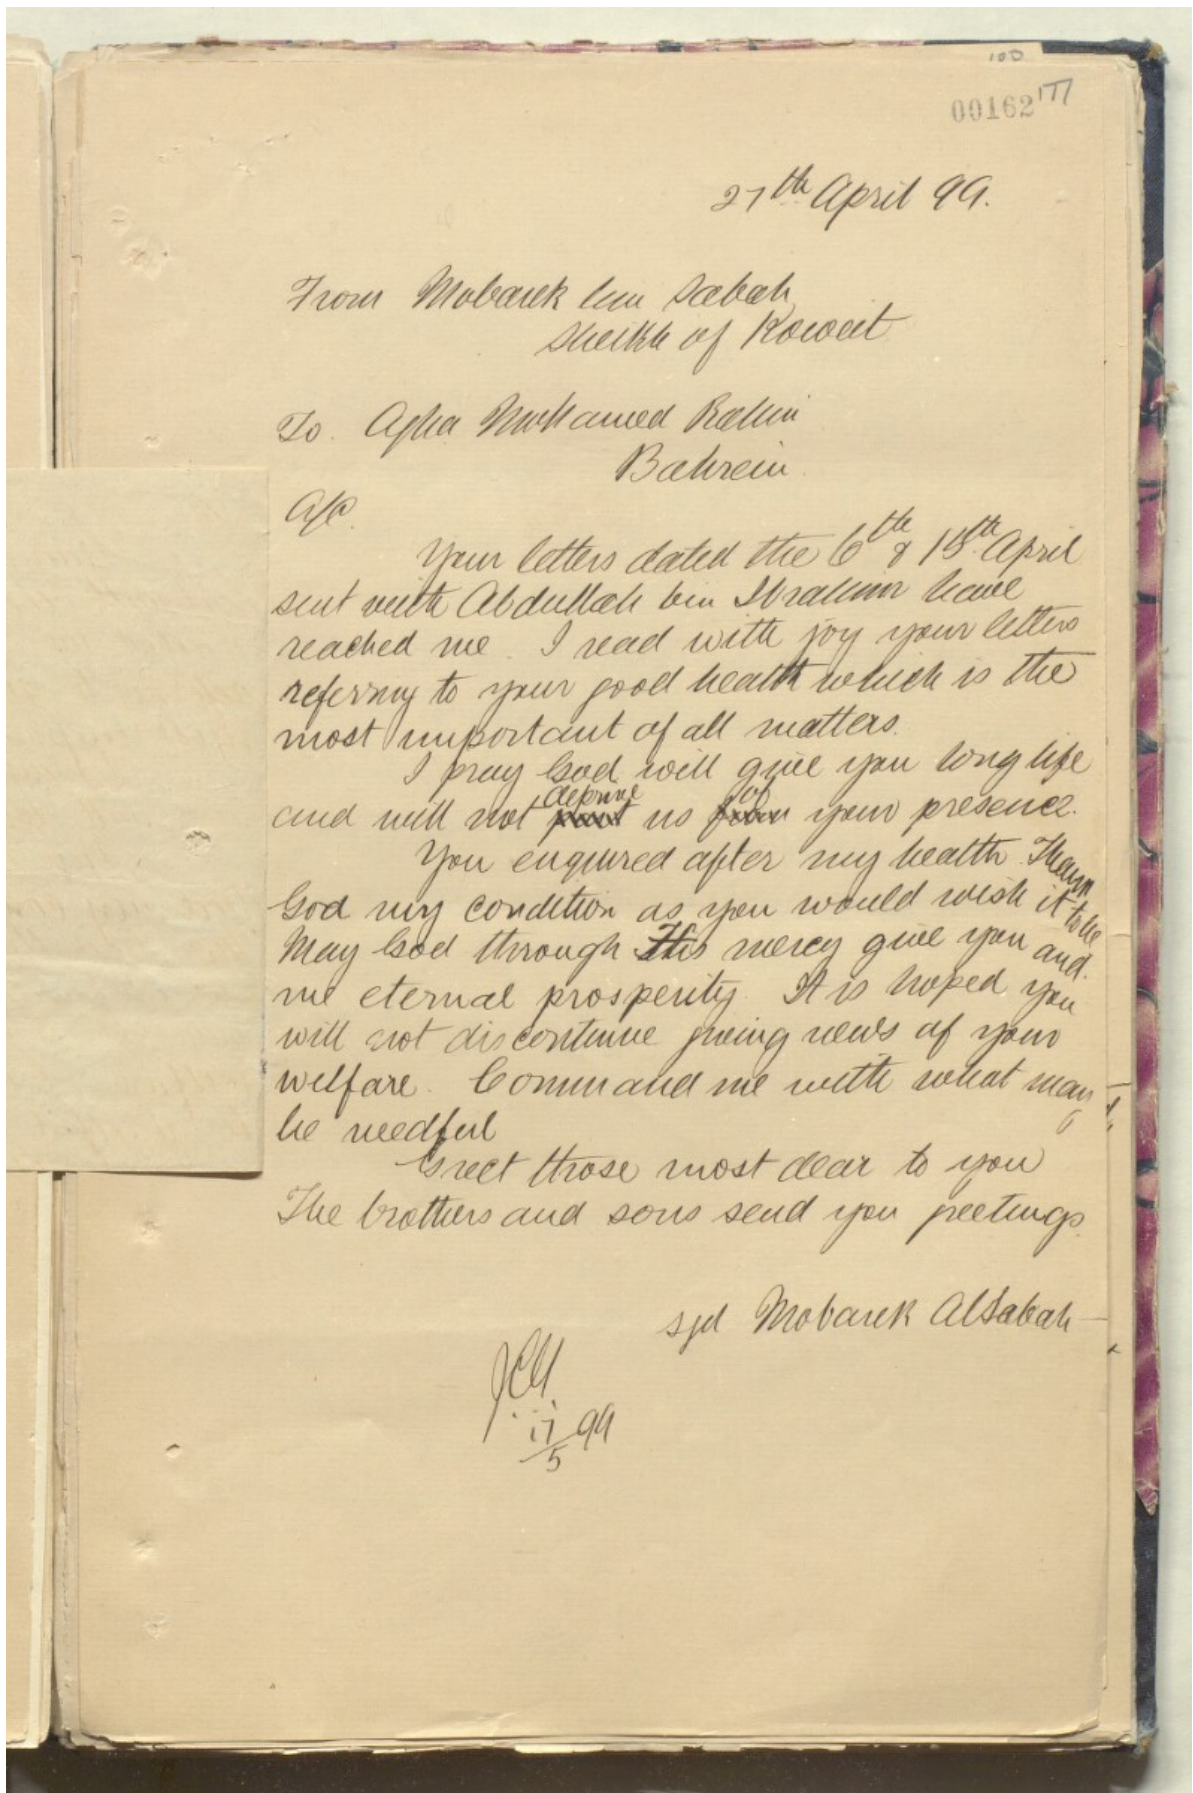 100
00162 177
27th April 99.
From Mobarek bin Sabah
Sheikh of Koweit
To. Agha Mohamed Rahim
Bahrein.
A/C.
Your letters dated the 6th & 15th April
sent with Abdullah bin Ibrahim have
reached me. I read with joy your letters
referring to your good health which is the
most important of all matters.
I pray God will give you long life
and will not deprive us of your presence.
You enquired after my health. Thank
God my condition as you would wish it to be
May God through His mercy give you and
me eternal prosperity. It is hoped you
will not discontinue giving news of your
welfare. Command me with what may
be needful
Greet those most dear to you
The brothers and sons send you greetings.
sgd Mobarek AlSabah
17/5 99